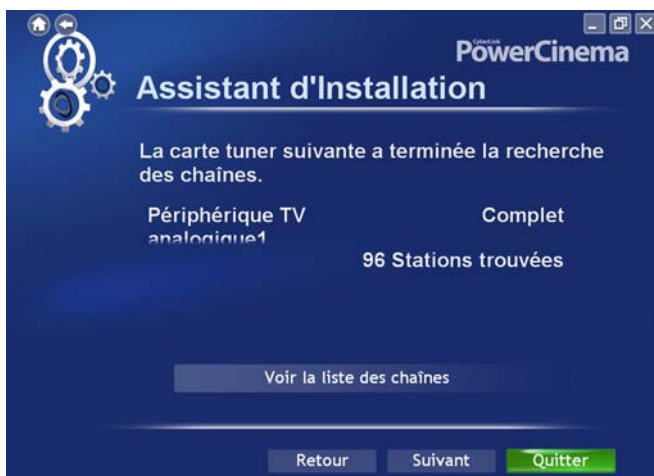 CyberLink
PowerCinema
Assistant d'Installation
La carte tuner suivante a terminée la recherche
des chaînes.
Périphérique TV Complet
analogique1
96 Stations trouvées
Voir la liste des chaînes
Retour Suivant Quitter